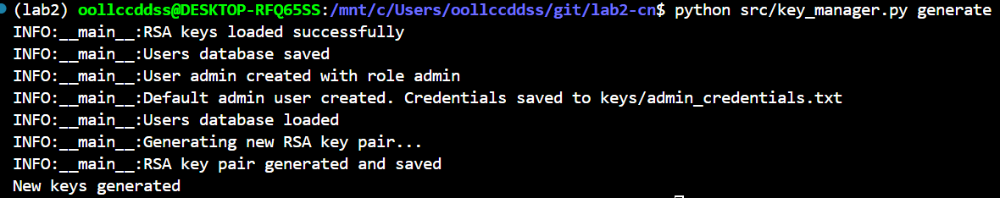 (lab2) oollccddss@DESKTOP-RFQ65SS:/mnt/c/Users/oollccddss/git/lab2-cn$ python src/key_manager.py generate
INFO:__main__:RSA keys loaded successfully
INFO:__main__:Users database saved
INFO:__main__:User admin created with role admin
INFO:__main__:Default admin user created. Credentials saved to keys/admin_credentials.txt
INFO:__main__:Users database loaded
INFO:__main__:Generating new RSA key pair...
INFO:__main__:RSA key pair generated and saved
New keys generated